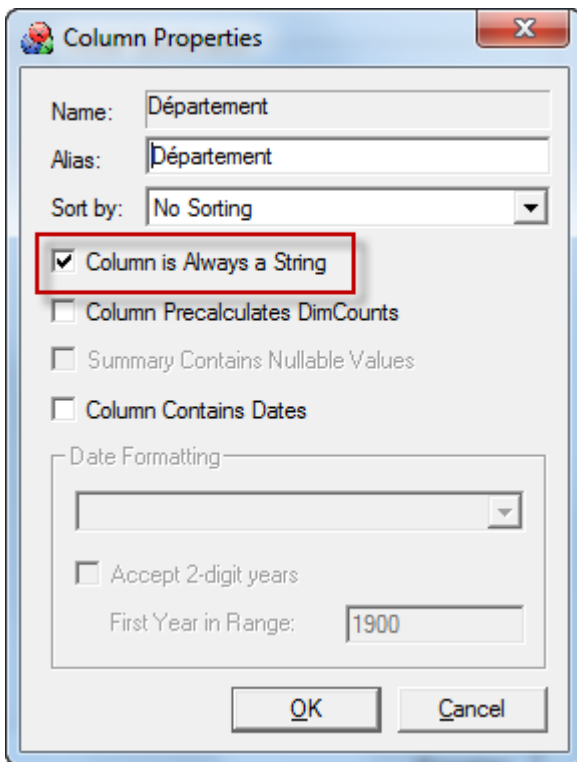 Column Properties
Name: Département
Alias: Département
Sort by: No Sorting
Column is Always a String
Column Precalculates DimCounts
Summary Contains Nullable Values
Column Contains Dates
Date Formatting
Accept 2-digit years
First Year in Range: 1900
OK Cancel